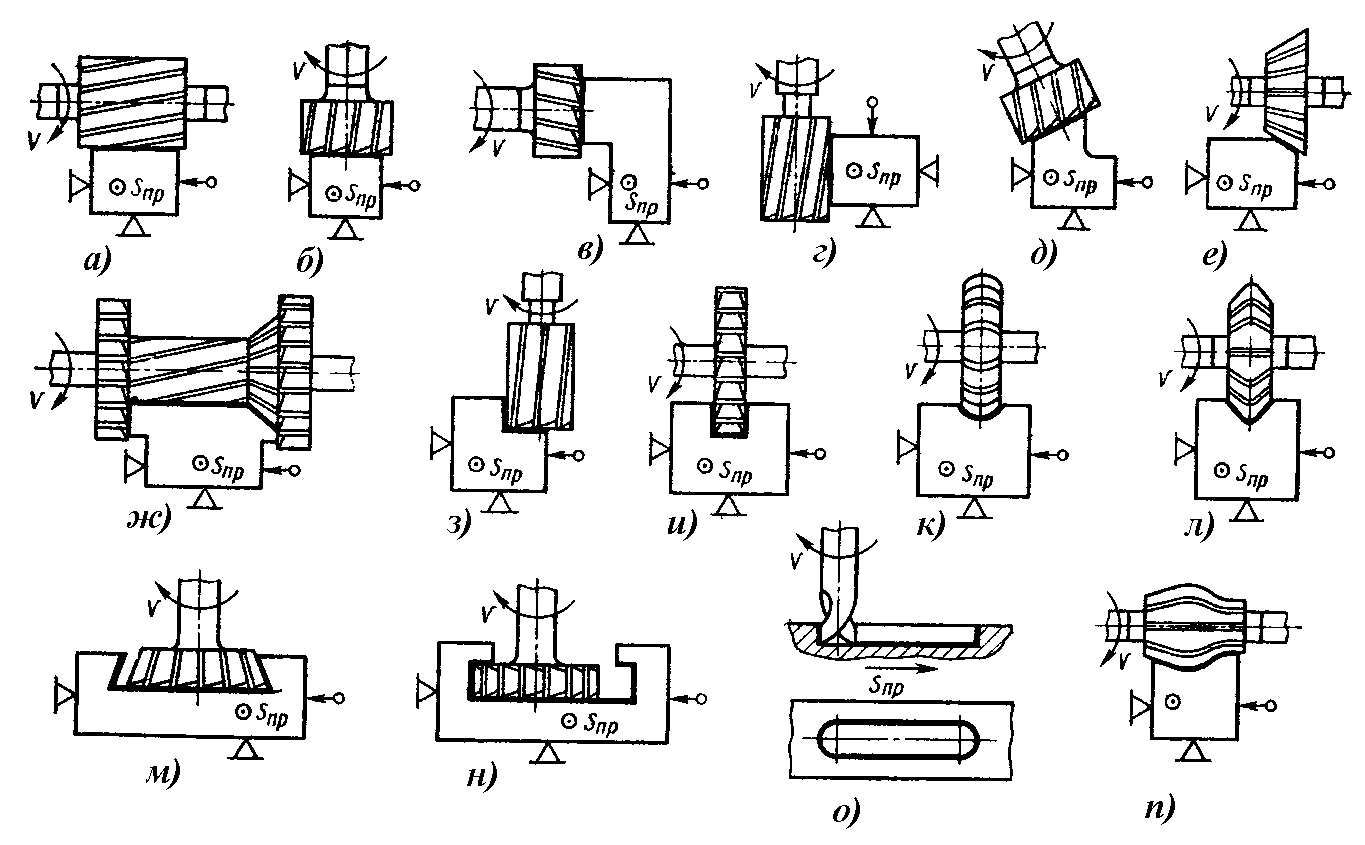 v Sпр
а)
v Sпр
б)
v Sпр
в)
v Sпр
г)
v Sпр
д)
v Sпр
е)
v Sпр
ж)
v Sпр
з)
v Sпр
и)
v Sпр
к)
v Sпр
л)
v Sпр
м)
v Sпр
н)
v Sпр
о)
v
п)